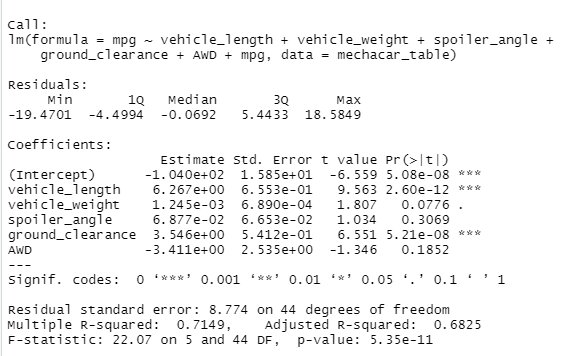 Call:
lm(formula = mpg ~ vehicle_length + vehicle_weight + spoiler_angle +
    ground_clearance + AWD + mpg, data = mechacar_table)
Residuals:
     Min       1Q   Median       3Q      Max
-19.4701  -4.4994  -0.0692   5.4433  18.5849
Coefficients:
                   Estimate Std. Error t value Pr(>|t|)
(Intercept)      -1.040e+02  1.585e+01  -6.559 5.08e-08 ***
vehicle_length    6.267e+00  6.553e-01   9.563 2.60e-12 ***
vehicle_weight    1.245e-03  6.890e-04   1.807   0.0776 .
spoiler_angle     6.877e-02  6.653e-02   1.034   0.3069
ground_clearance  3.546e+00  5.412e-01   6.551 5.21e-08 ***
AWD              -3.411e+00  2.535e+00  -1.346   0.1852
---
Signif. codes:  0 ‘***’ 0.001 ‘**’ 0.01 ‘*’ 0.05 ‘.’ 0.1 ‘ ’ 1
Residual standard error: 8.774 on 44 degrees of freedom
Multiple R-squared:  0.7149,    Adjusted R-squared:  0.6825
F-statistic: 22.07 on 5 and 44 DF,  p-value: 5.35e-11